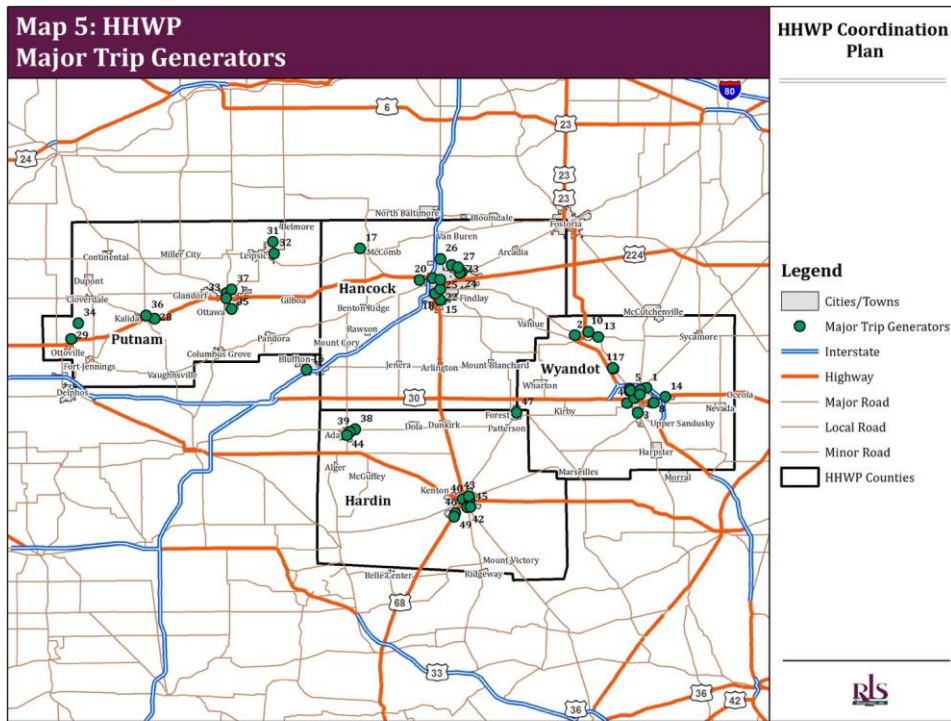 Map 5: HHWP
Major Trip Generators
HHWP Coordination
Plan
80
6
23
24
23
23
North Baltimore
Bloomdale
Fostoria
31
Belmore
Continental
Miller City
32
Leipsic
17
McComb
Van Buren
26
Arcadia
27
224
Dupont
37
20
23
Cloverdale
33
Glandorf
Hancock
25
24
34
36
Ottawa
35
Gilboa
Benton Ridge
22
Findlay
Kalida
28
18
15
McCutchenville
29
Putnam
Rawson
Vanlue
2
10
13
Sycamore
Ottoville
Columbus Grove
Mount Cory
Wyandot
Fort Jennings
Vaughnsville
Bluffton
Jenera
Arlington
Mount Blanchard
117
Delphos
Wharton
5
1
14
Oceola
30
4
8
Nevada
39
38
47
Forest
Kirby
3
Upper Sandusky
Ada
Dola
Dunkirk
Patterson
44
Harpster
Alger
McGuffey
Marseilles
Morral
Hardin
Kenton
40
43
45
42
49
Mount Victory
Belle Center
Ridgeway
68
33
36
36
42
Legend
Cities/Towns
Major Trip Generators
Interstate
Highway
Major Road
Local Road
Minor Road
HHWP Counties
RLS